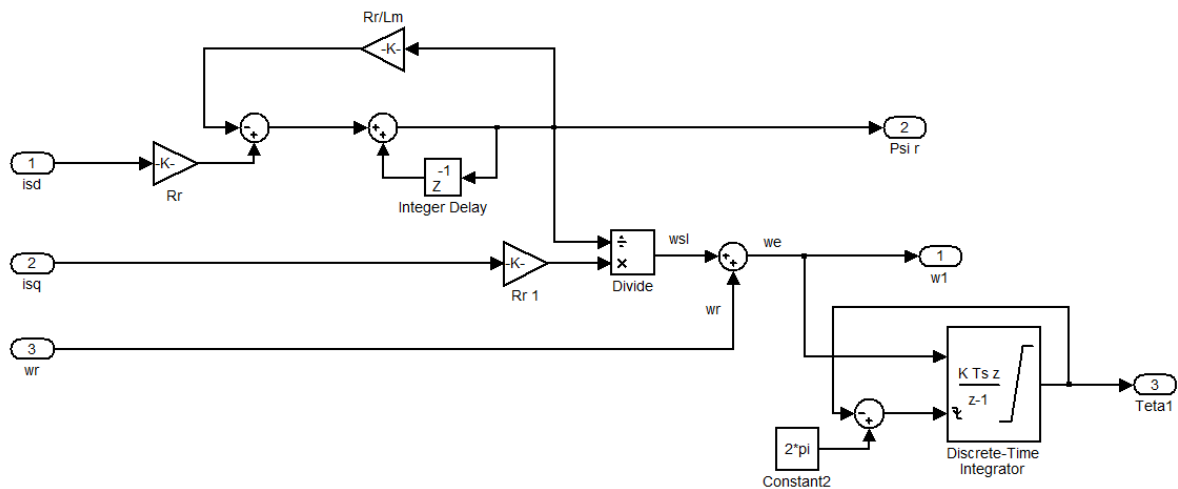 Rr/Lm
-K-
1
isd
-K-
Rr
-1
Z
Integer Delay
2
Psi r
2
isq
-K-
Rr 1
÷
×
Divide
wsl
we
wr
1
w1
3
wr
2*pi
Constant2
K Ts z
z-1
Discrete-Time
Integrator
3
Teta1